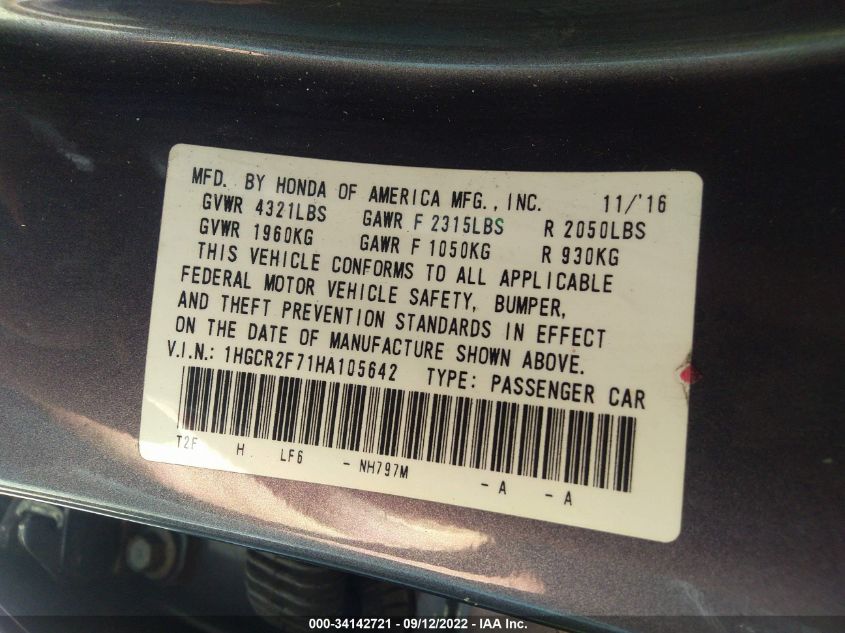 MFD. BY HONDA OF AMERICA MFG., INC. 11/'16
GVWR 4321LBS GAWR F 2315LBS R 2050LBS
GVWR 1960KG GAWR F 1050KG R 930KG
THIS VEHICLE CONFORMS TO ALL APPLICABLE
FEDERAL MOTOR VEHICLE SAFETY, BUMPER,
AND THEFT PREVENTION STANDARDS IN EFFECT
ON THE DATE OF MANUFACTURE SHOWN ABOVE.
V.I.N.: 1HGCR2F71HA105642 TYPE: PASSENGER CAR
T2F H. LF6 - NH797M - A - A
000-34142721 - 09/12/2022 - IAA Inc.